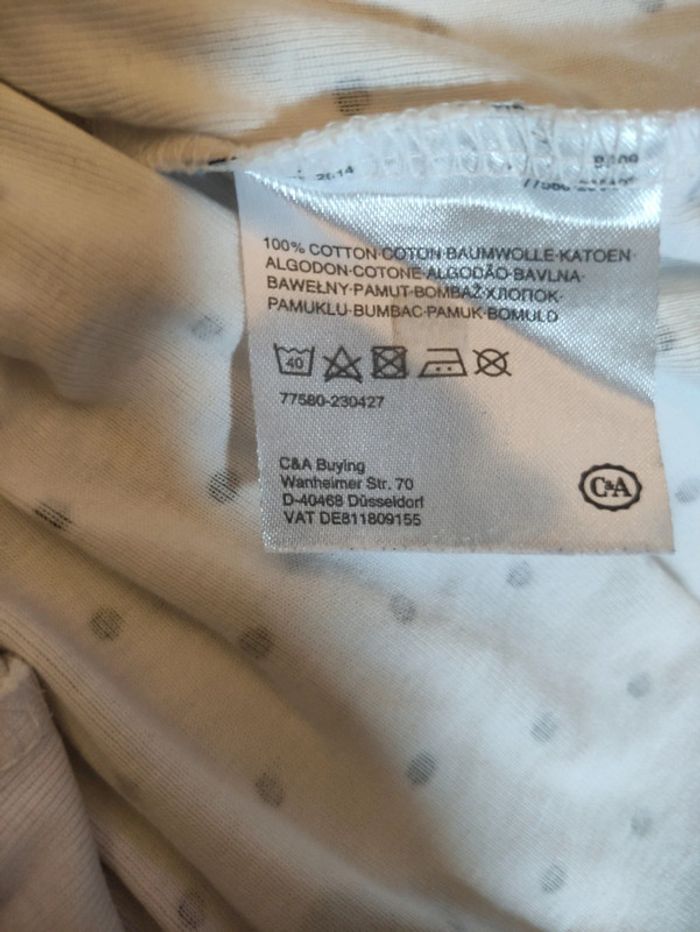 2014
100% COTTON·COTON·BAUMWOLLE·KATOEN·
ALGODON·COTONE·ALGODÃO·BAVLNA·
BAWEŁNY·PAMUT·BOMBAŽ·ХЛОПОК·
PAMUKLU·BUMBAC·PAMUK·BOMULD
40
77580-230427
C&A Buying
Wanheimer Str. 70
D-40468 Düsseldorf
VAT DE811809155
C&A